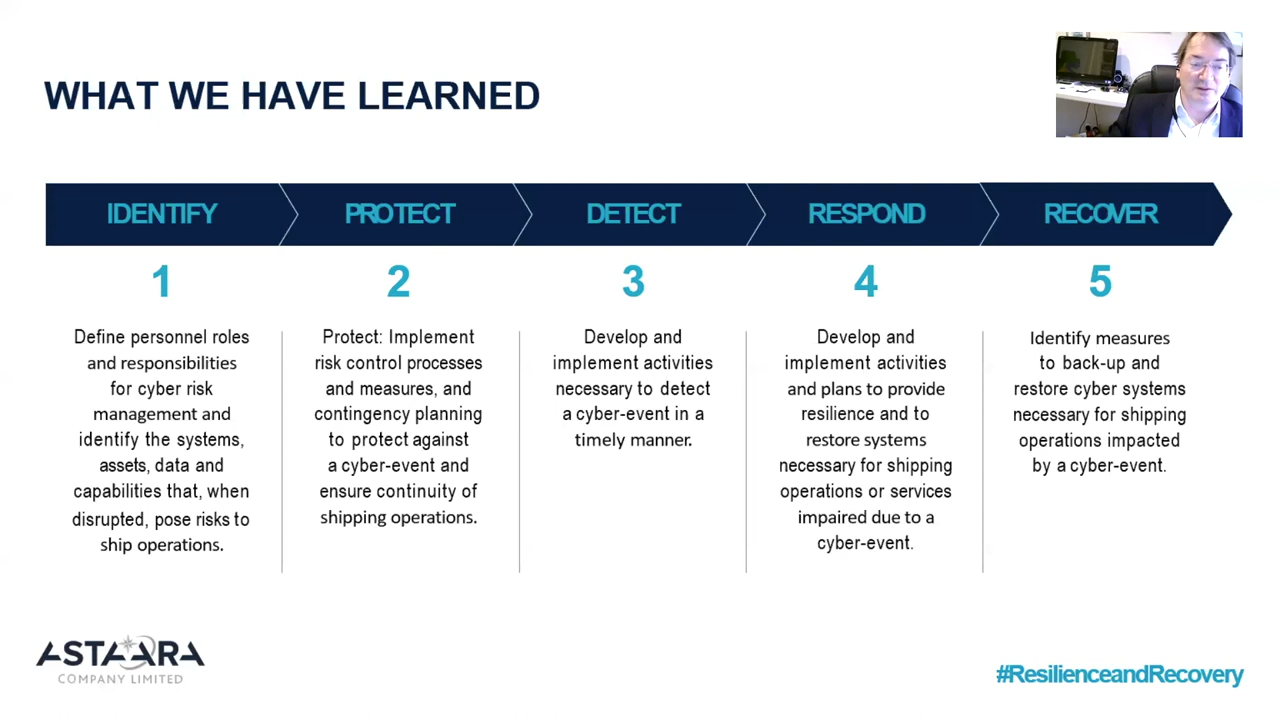 WHAT WE HAVE LEARNED
IDENTIFY
PROTECT
DETECT
RESPOND
RECOVER
1
2
3
4
5
Define personnel roles
and responsibilities
for cyber risk
management and
identify the systems,
assets, data and
capabilities that, when
disrupted, pose risks to
ship operations.
Protect: Implement
risk control processes
and measures, and
contingency planning
to protect against
a cyber-event and
ensure continuity of
shipping operations.
Develop and
implement activities
necessary to detect
a cyber-event in a
timely manner.
Develop and
implement activities
and plans to provide
resilience and to
restore systems
necessary for shipping
operations or services
impaired due to a
cyber-event.
Identify measures
to back-up and
restore cyber systems
necessary for shipping
operations impacted
by a cyber-event.
ASTAARA
COMPANY LIMITED
#ResilienceandRecovery